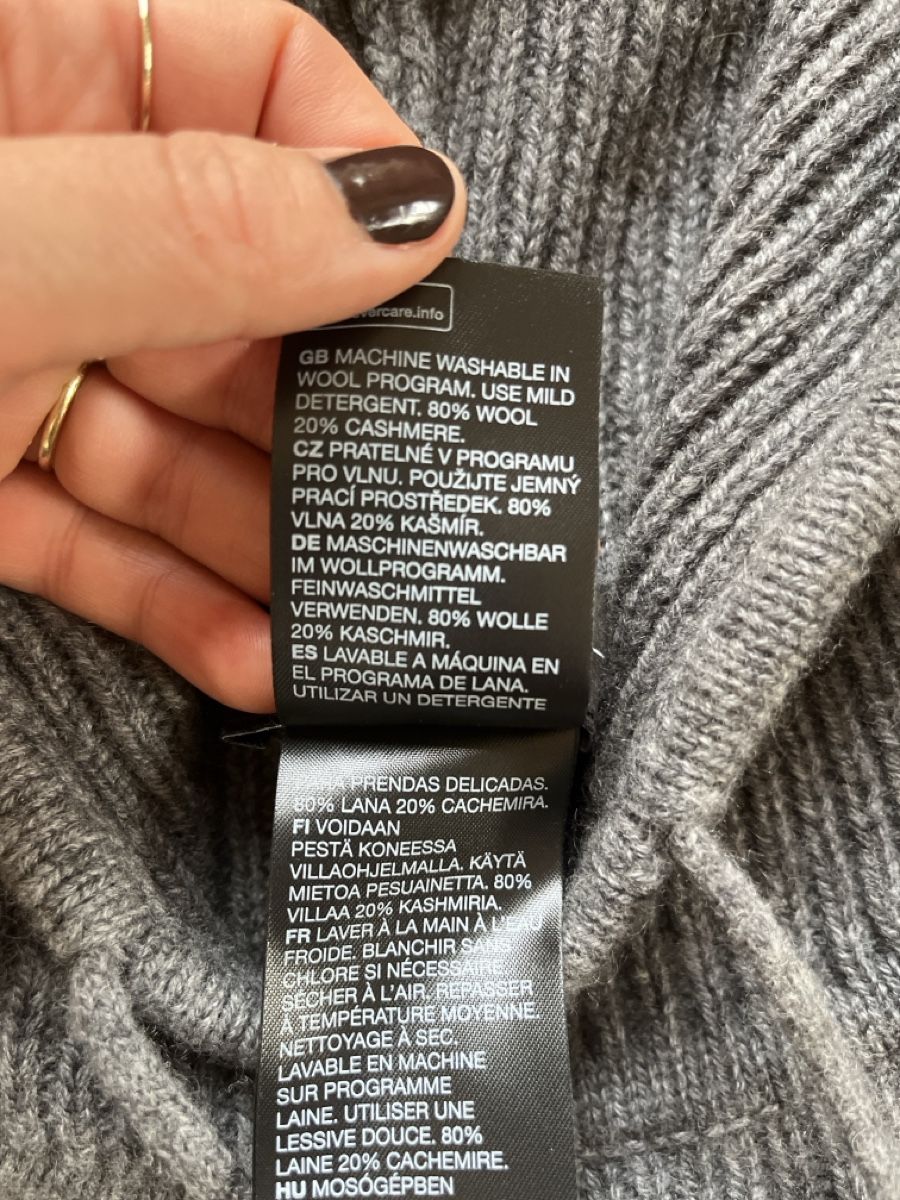 evercare.info
GB MACHINE WASHABLE IN
WOOL PROGRAM. USE MILD
DETERGENT. 80% WOOL
20% CASHMERE.
CZ PRATELNÉ V PROGRAMU
PRO VLNU. POUŽIJTE JEMNÝ
PRACÍ PROSTŘEDEK. 80%
VLNA 20% KAŠMÍR.
DE MASCHINENWASCHBAR
IM WOLLPROGRAMM.
FEINWASCHMITTEL
VERWENDEN. 80% WOLLE
20% KASCHMIR.
ES LAVABLE A MÁQUINA EN
EL PROGRAMA DE LANA.
UTILIZAR UN DETERGENTE
PRENDAS DELICADAS.
80% LANA 20% CACHEMIRA.
FI VOIDAAN
PESTÄ KONEESSA
VILLAOHJELMALLA. KÄYTÄ
MIETOA PESUAINETTA. 80%
VILLAA 20% KASHMIRIA.
FR LAVER À LA MAIN À L'EAU
FROIDE. BLANCHIR SANS
CHLORE SI NÉCESSAIRE.
SÉCHER À L'AIR. REPASSER
À TEMPÉRATURE MOYENNE.
NETTOYAGE À SEC.
LAVABLE EN MACHINE
SUR PROGRAMME
LAINE. UTILISER UNE
LESSIVE DOUCE. 80%
LAINE 20% CACHEMIRE.
HU MOSÓGÉPBEN